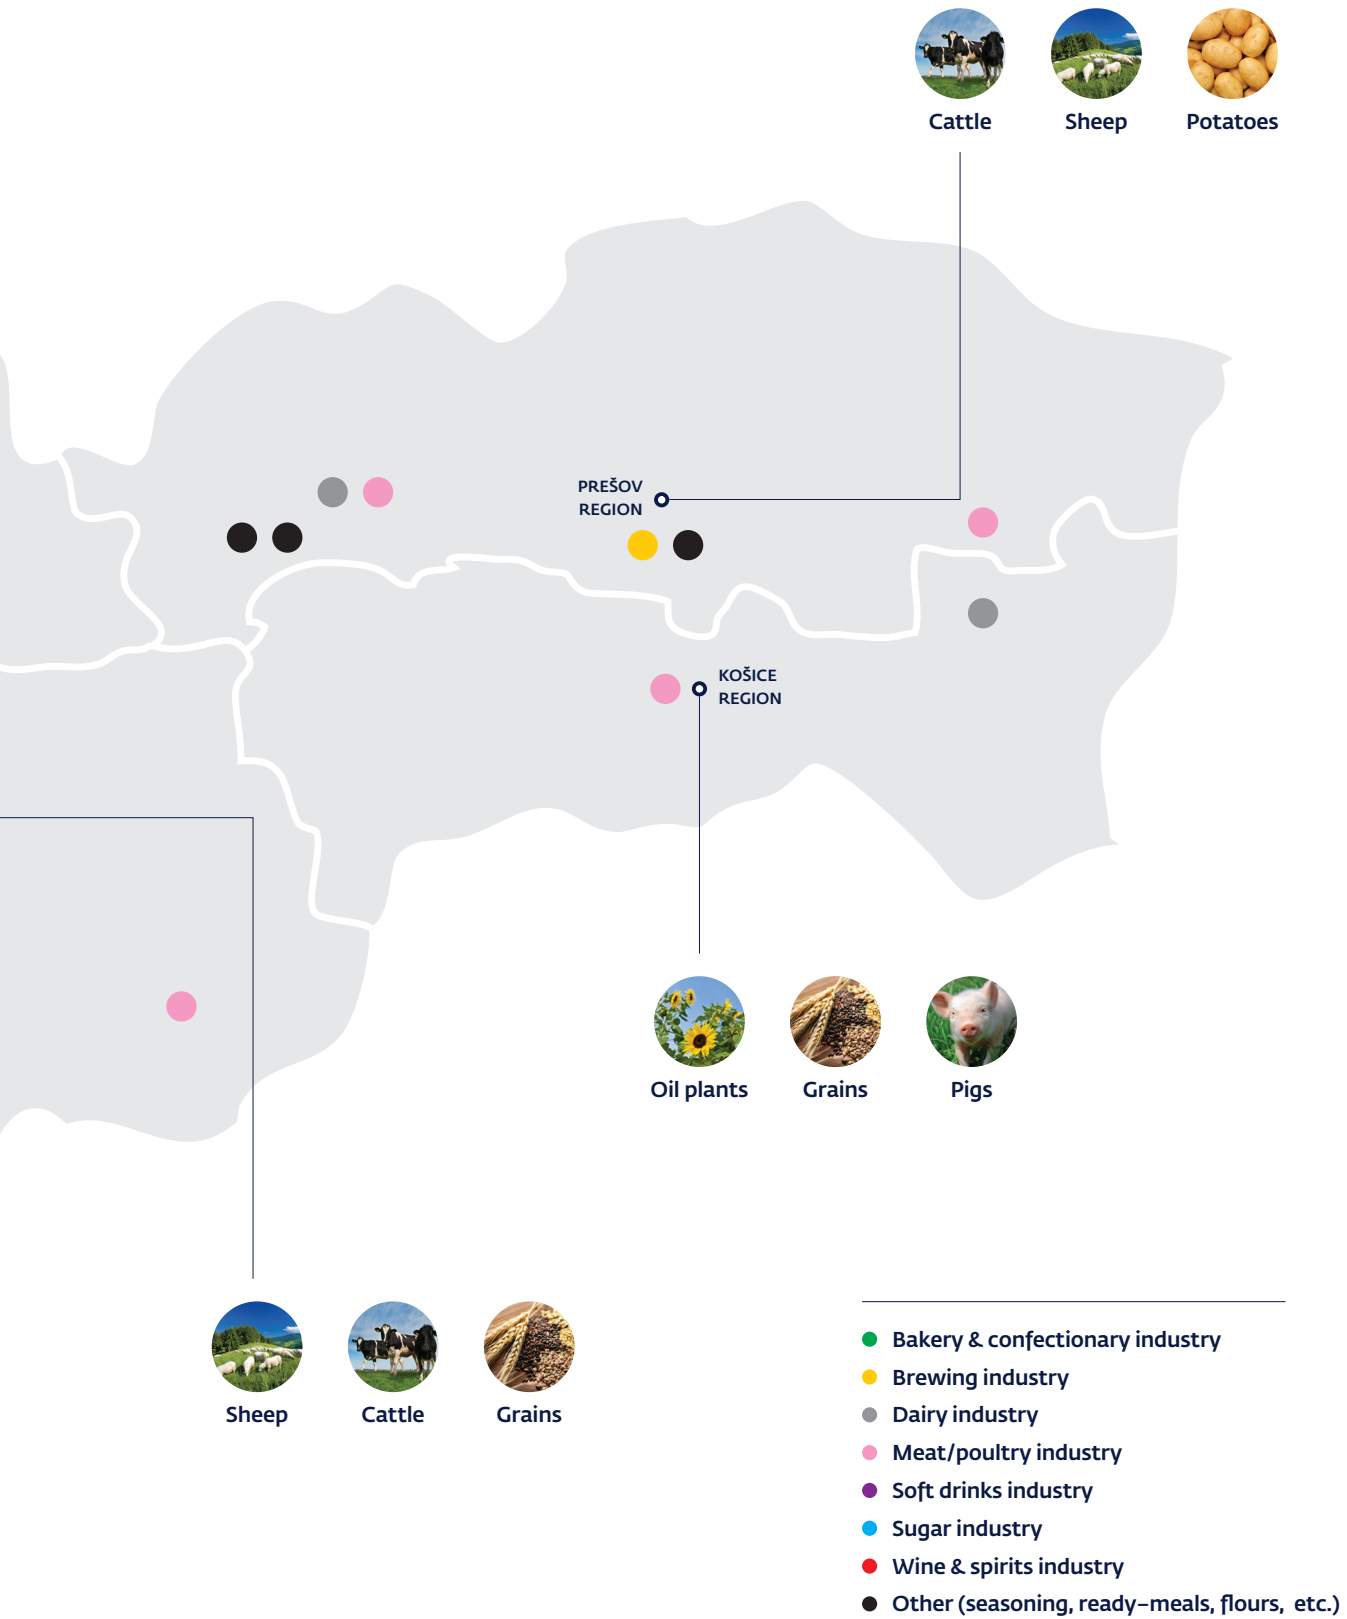 Cattle
Sheep
Potatoes
PREŠOV
REGION
KOŠICE
REGION
Oil plants
Grains
Pigs
Sheep
Cattle
Grains
Bakery & confectionary industry
Brewing industry
Dairy industry
Meat/poultry industry
Soft drinks industry
Sugar industry
Wine & spirits industry
Other (seasoning, ready–meals, flours, etc.)